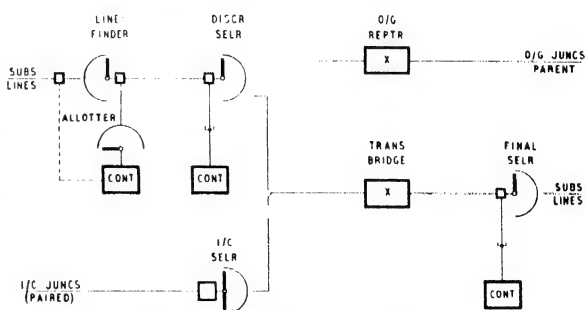 LINE
FINDER
DISCR
SELR
O/G
REPTR
SUBS
LINES
X
O/G JUNCS
PARENT
ALLOTTER
CONT
CONT
TRANS
BRIDGE
FINAL
SELR
X
SUBS
LINES
I/C
SELR
I/C JUNCS
(PAIRED)
CONT